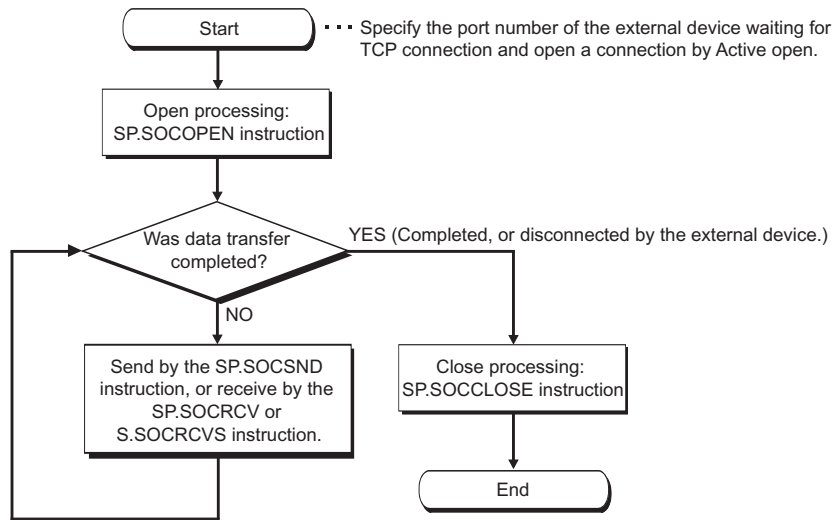 Start
··· Specify the port number of the external device waiting for
TCP connection and open a connection by Active open.
Open processing:
SP.SOCOPEN instruction
Was data transfer
completed?
YES (Completed, or disconnected by the external device.)
NO
Send by the SP.SOCSND
instruction, or receive by the
SP.SOCRCV or
S.SOCRCVS instruction.
Close processing:
SP.SOCCLOSE instruction
End